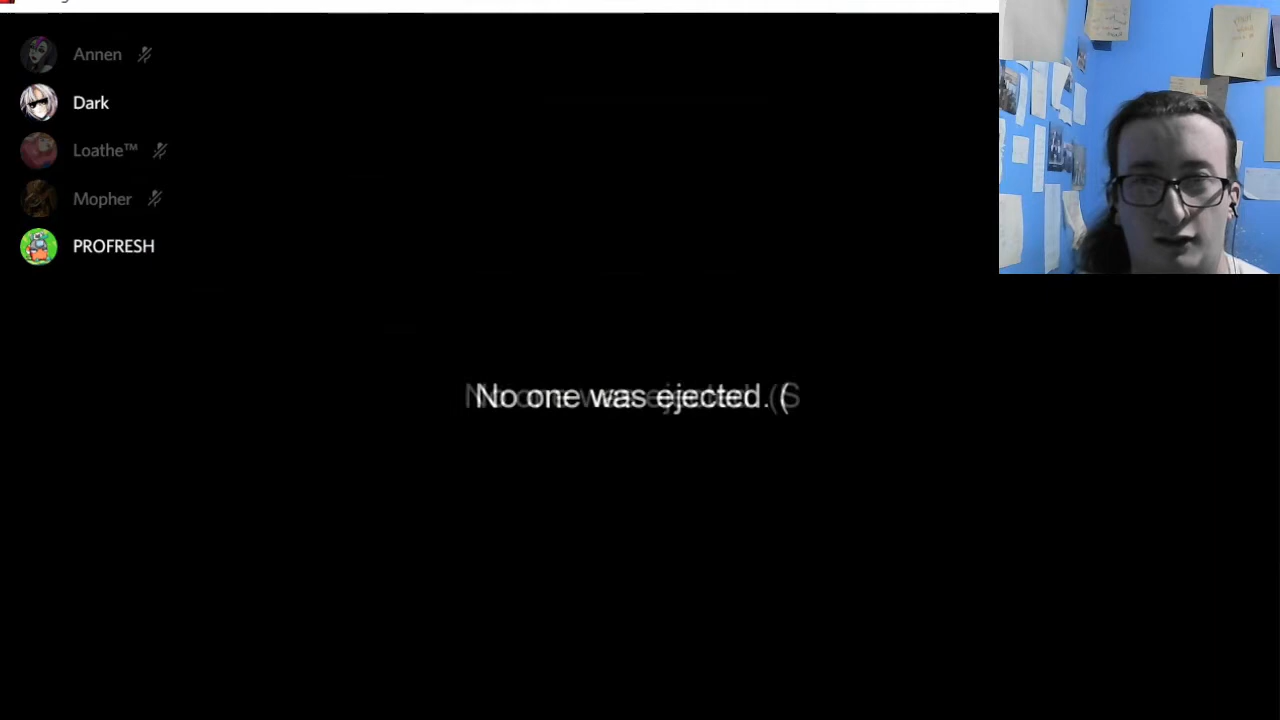 Annen
Dark
Loathe™
Mopher
PROFRESH
No one was ejected. (